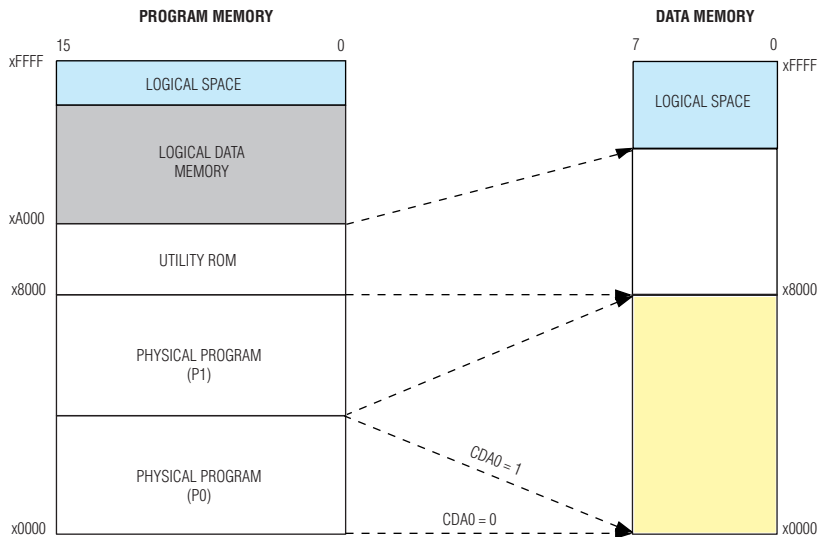 PROGRAM MEMORY
15
0
xFFFF
LOGICAL SPACE
LOGICAL DATA
MEMORY
xA000
UTILITY ROM
x8000
PHYSICAL PROGRAM
(P1)
PHYSICAL PROGRAM
(P0)
x0000
CDA0 = 1
CDA0 = 0
DATA MEMORY
7
0
xFFFF
LOGICAL SPACE
x8000
x0000